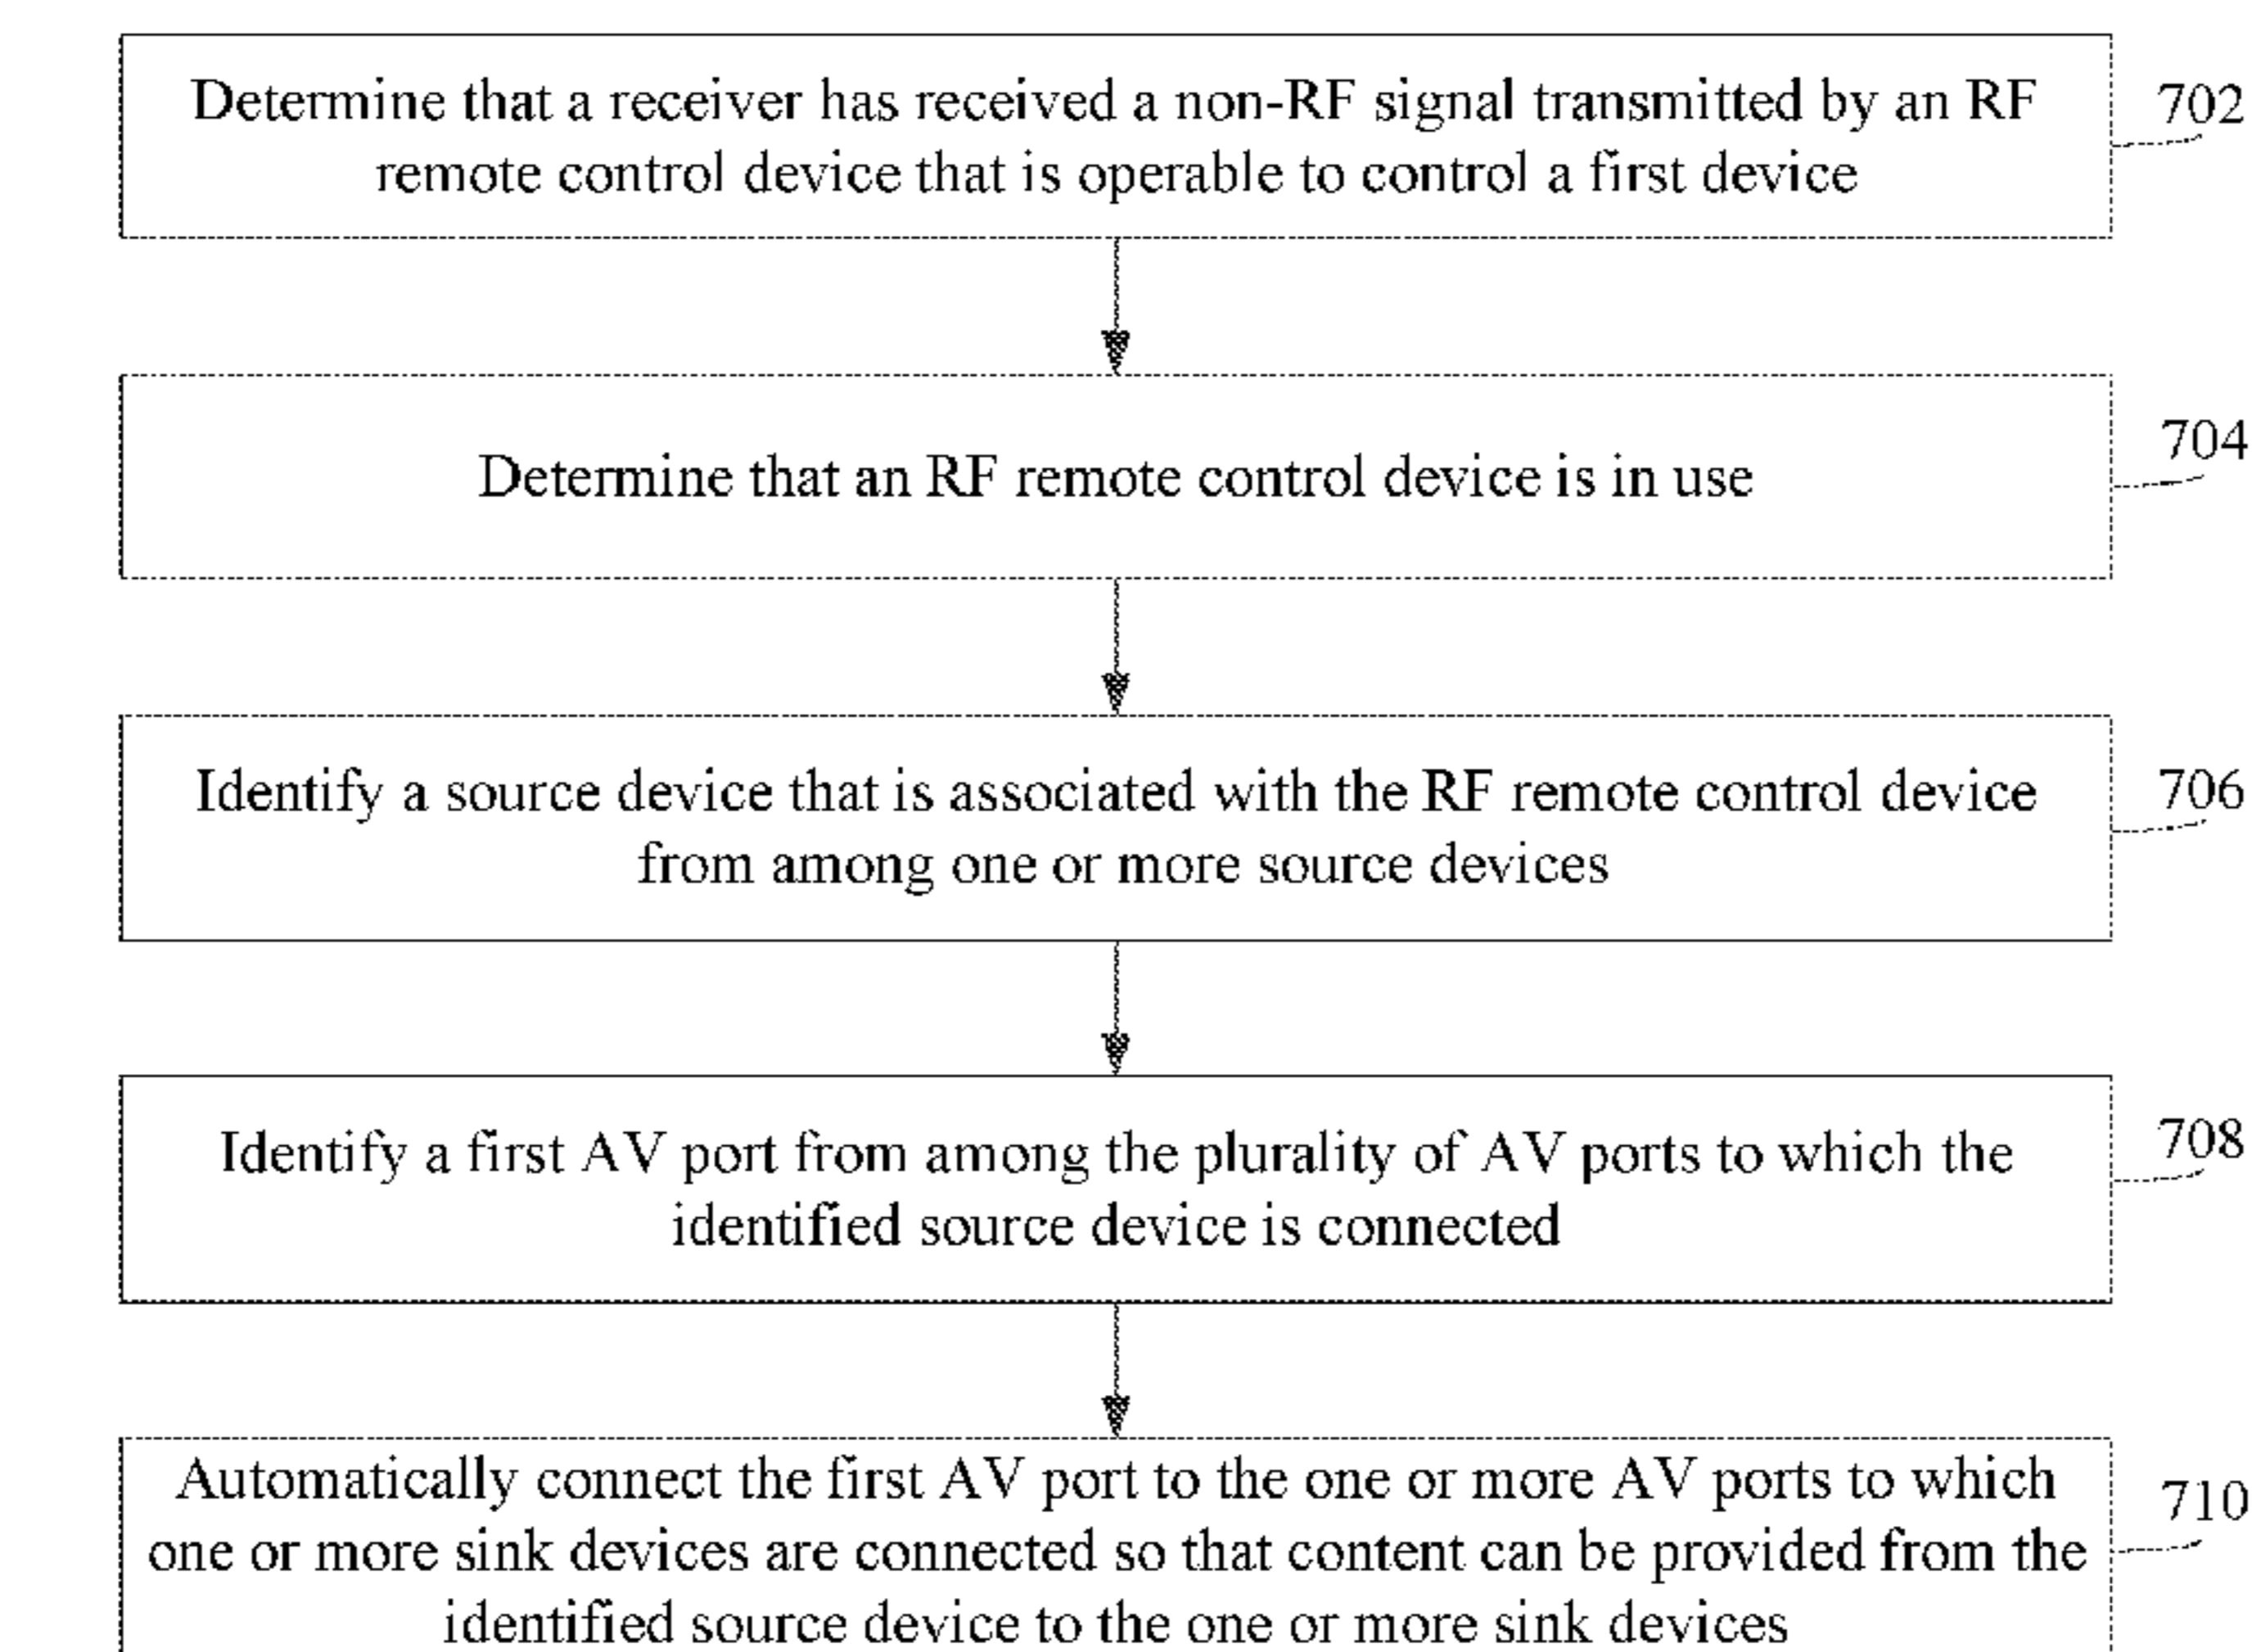 Determine that a receiver has received a non-RF signal transmitted by an RF
remote control device that is operable to control a first device
702
Determine that an RF remote control device is in use
704
Identify a source device that is associated with the RF remote control device
from among one or more source devices
706
Identify a first AV port from among the plurality of AV ports to which the
identified source device is connected
708
Automatically connect the first AV port to the one or more AV ports to which
one or more sink devices are connected so that content can be provided from the
identified source device to the one or more sink devices
710